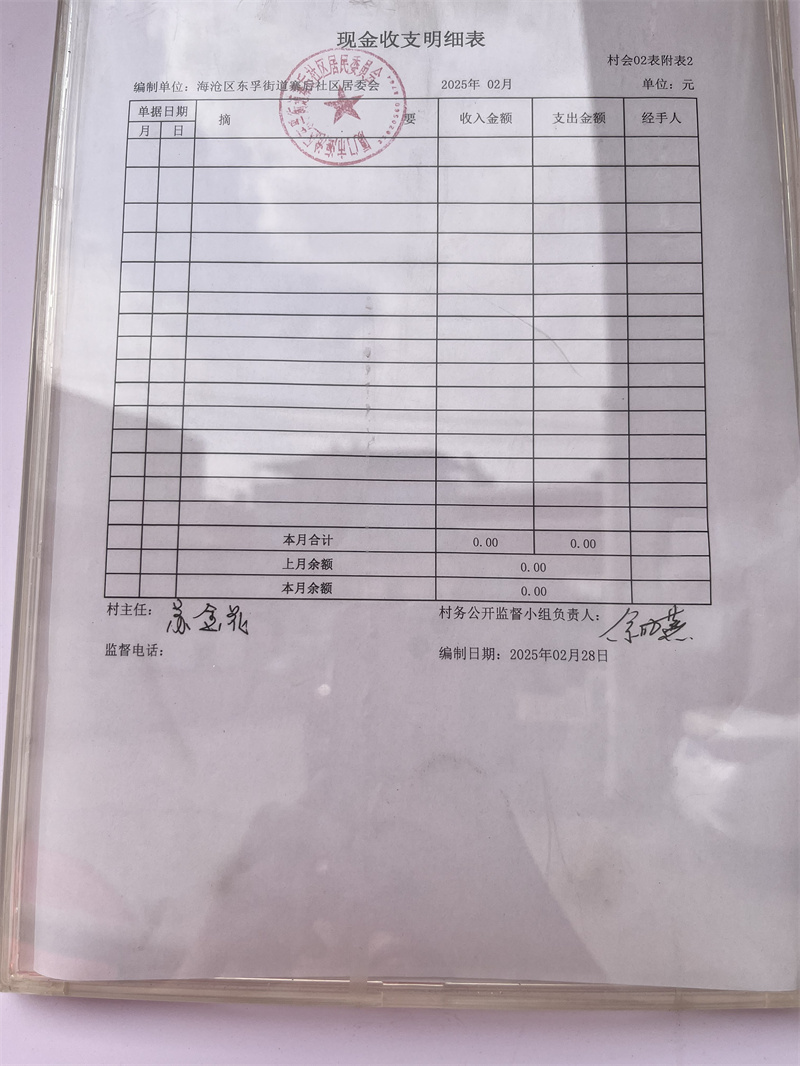 现金收支明细表
村会02表附表2
编制单位：海沧区东孚街道寨后社区居委会 2025年 02月 单位：元
单据日期 摘 要 收入金额 支出金额 经手人
月 日
本月合计 0.00 0.00
上月余额 0.00
本月余额 0.00
村主任： 村务公开监督小组负责人：
监督电话： 编制日期：2025年02月28日